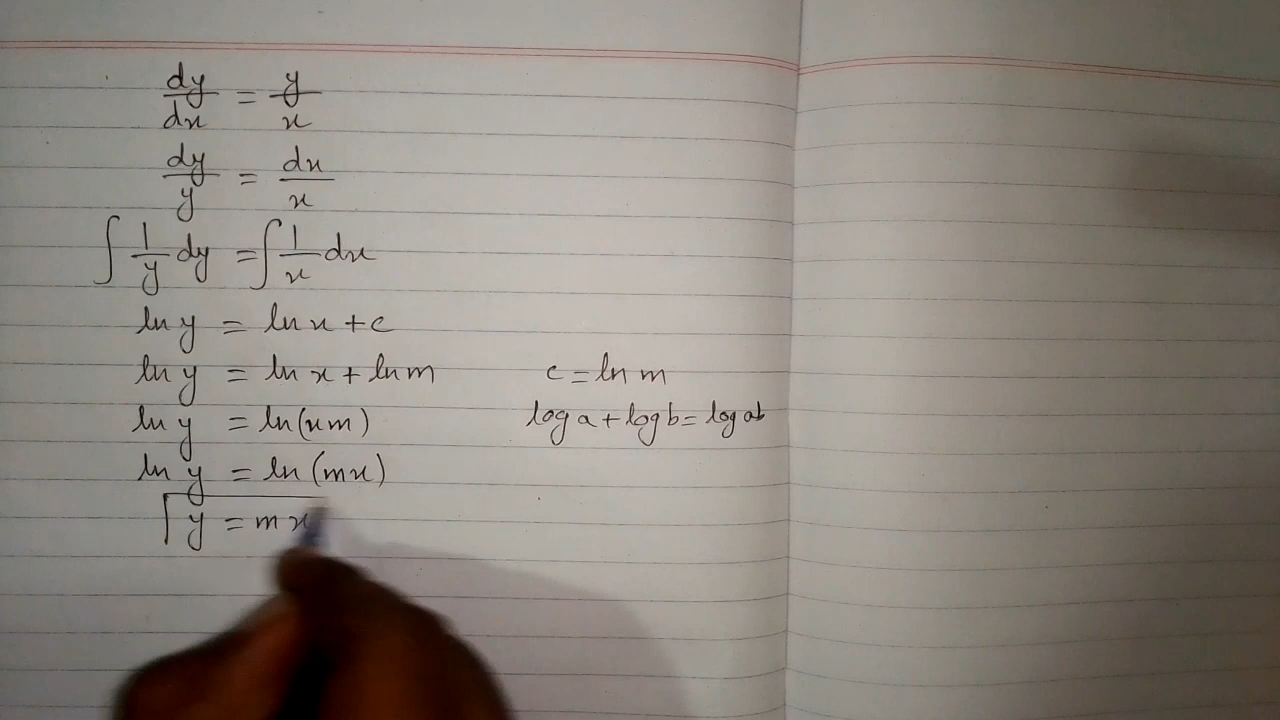 dy/dx = y/x
dy/y = dx/x
∫ 1/y dy = ∫ 1/x dx
ln y = ln x + c
ln y = ln x + ln m
c = ln m
ln y = ln(xm)
log a + log b = log ab
ln y = ln (mx)
y = mx